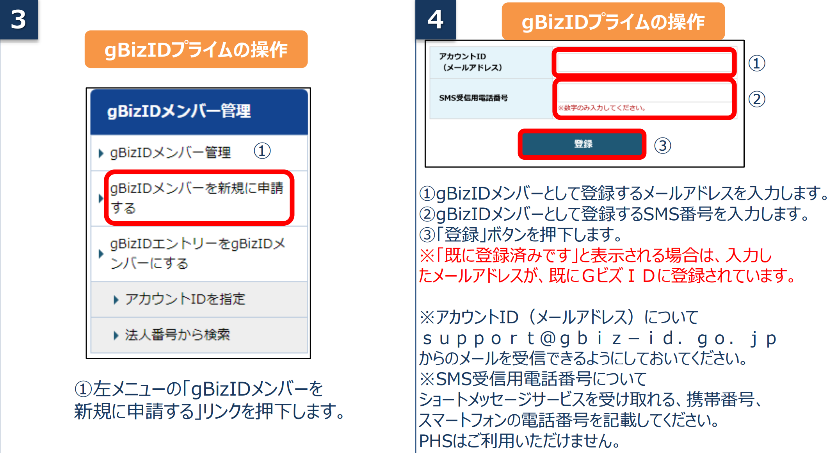 3
gBizIDプライムの操作
gBizIDメンバー管理
gBizIDメンバー管理 ①
gBizIDメンバーを新規に申請
する
gBizIDエントリーをgBizIDメ
ンバーにする
アカウントIDを指定
法人番号から検索
①左メニューの「gBizIDメンバーを
新規に申請する」リンクを押下します。
4
gBizIDプライムの操作
アカウントID
（メールアドレス）
①
SMS受信用電話番号
②
※数字のみ入力してください。
登録
③
①gBizIDメンバーとして登録するメールアドレスを入力します。
②gBizIDメンバーとして登録するSMS番号を入力します。
③「登録」ボタンを押下します。
※「既に登録済みです」と表示される場合は、入力し
たメールアドレスが、既にＧビズＩＤに登録されています。
※アカウントID（メールアドレス）について
ｓｕｐｐｏｒｔ＠ｇｂｉｚ－ｉｄ．ｇｏ．ｊｐ
からのメールを受信できるようにしておいてください。
※SMS受信用電話番号について
ショートメッセージサービスを受け取れる、携帯番号、
スマートフォンの電話番号を記載してください。
PHSはご利用いただけません。